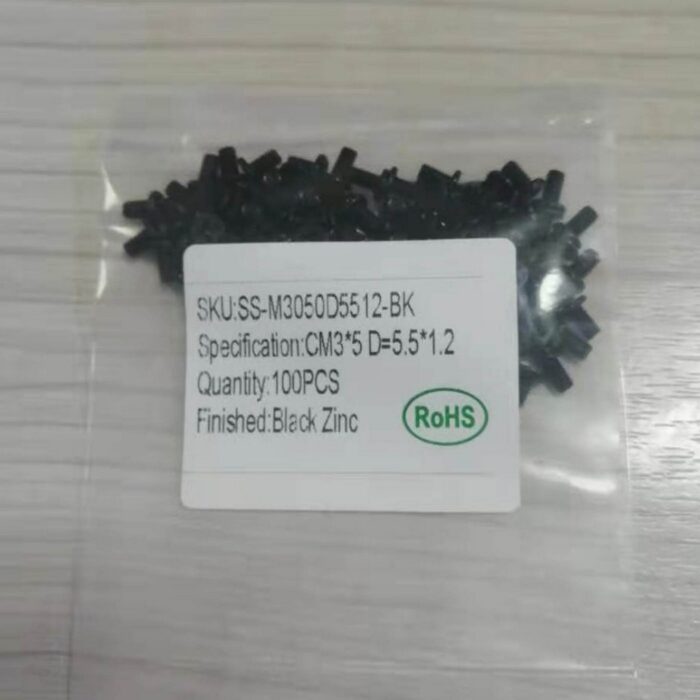 SKU:SS-M3050D5512-BK
Specification:CM3*5 D=5.5*1.2
Quantity:100PCS
Finished:Black Zinc
RoHS